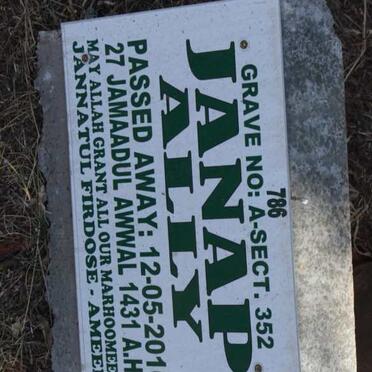 786
GRAVE NO: A-SECT. 352
JANAP
ALLY
PASSED AWAY: 12-05-201
27 JAMAADUL AWWAL 1431 A.H
MAY ALLAH GRANT ALL OUR MARHOOMEE
JANNATUL FIRDOSE - AMEE